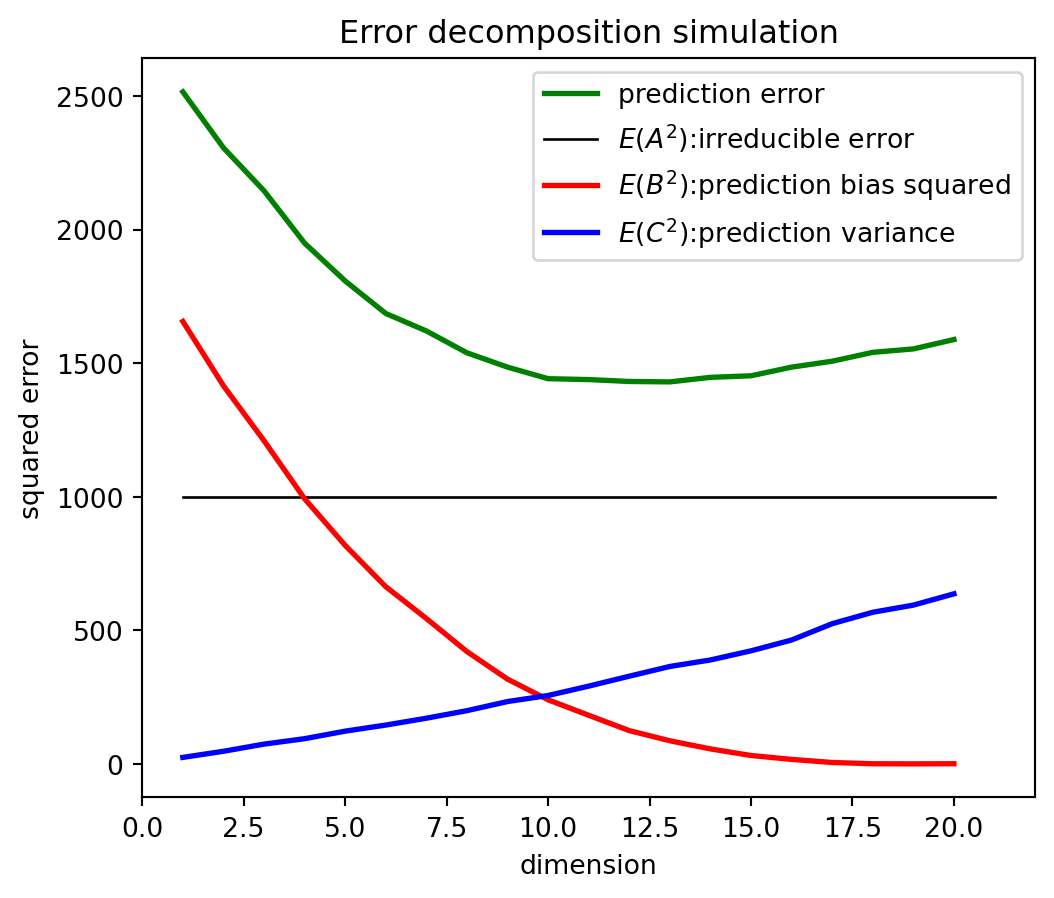 Error decomposition simulation
prediction error
E(A²):irreducible error
E(B²):prediction bias squared
E(C²):prediction variance
2500
2000
1500
1000
500
0
squared error
0.0 2.5 5.0 7.5 10.0 12.5 15.0 17.5 20.0
dimension